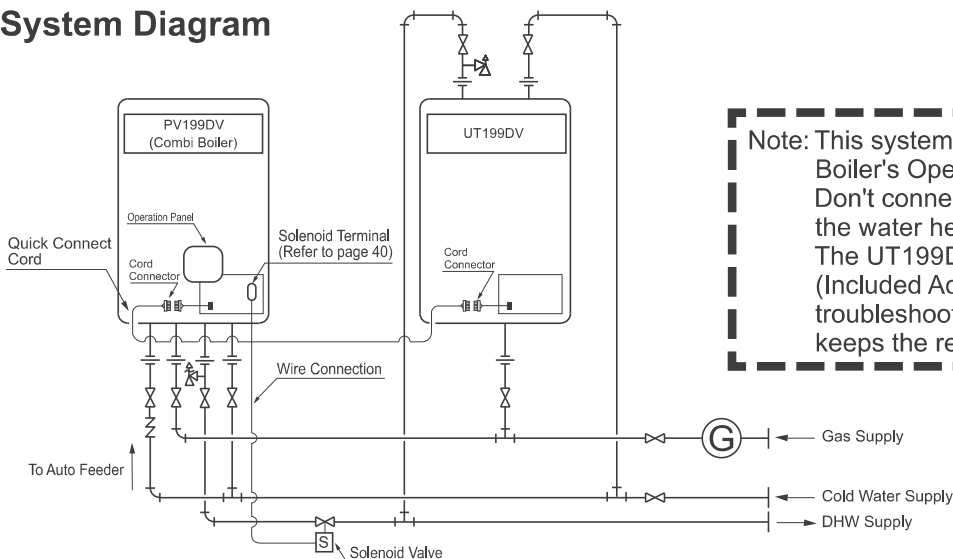 System Diagram
PV199DV
(Combi Boiler)
UT199DV
Operation Panel
Quick Connect
Cord
Cord
Connector
Solenoid Terminal
(Refer to page 40)
Cord
Connector
Note: This system
Boiler's Ope
Don't conne
the water he
The UT199D
(Included Ac
troubleshoot
keeps the re
Wire Connection
G
Gas Supply
To Auto Feeder
Cold Water Supply
DHW Supply
S
Solenoid Valve